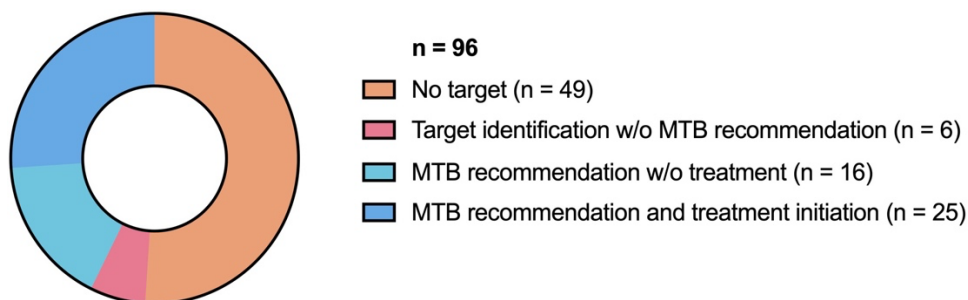 n = 96
No target (n = 49)
Target identification w/o MTB recommendation (n = 6)
MTB recommendation w/o treatment (n = 16)
MTB recommendation and treatment initiation (n = 25)